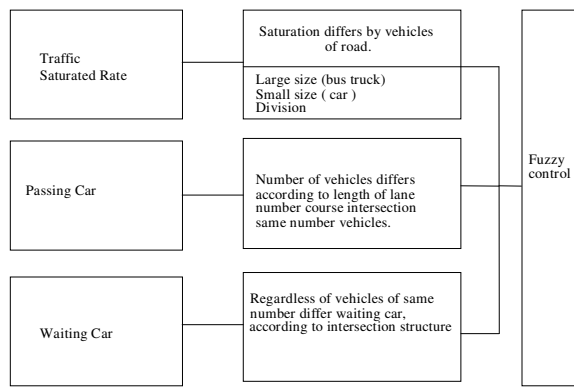 Traffic
Saturated Rate
Saturation differs by vehicles
of road.
Large size (bus truck)
Small size ( car )
Division
Passing Car
Number of vehicles differs
according to length of lane
number course intersection
same number vehicles.
Waiting Car
Regardless of vehicles of same
number differ waiting car,
according to intersection structure
Fuzzy
control